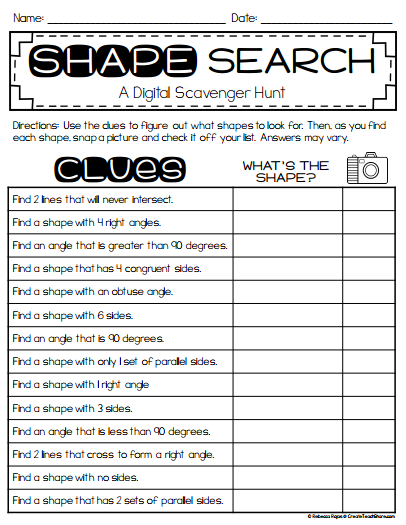 Name: ______________________ Date: ________________
SHAPE SEARCH
A Digital Scavenger Hunt
Directions: Use the clues to figure out what shapes to look for. Then, as you find
each shape, snap a picture and check it off your list. Answers may vary.
CLUES
WHAT'S THE
SHAPE?
Find 2 lines that will never intersect.
Find a shape with 4 right angles.
Find an angle that is greater than 90 degrees.
Find a shape that has 4 congruent sides.
Find a shape with an obtuse angle.
Find a shape with 6 sides.
Find an angle that is 90 degrees.
Find a shape with only 1 set of parallel sides.
Find a shape with 1 right angle
Find a shape with 3 sides.
Find an angle that is less than 90 degrees.
Find 2 lines that cross to form a right angle.
Find a shape with no sides.
Find a shape that has 2 sets of parallel sides.
© Rebecca Rojas © CreateTeachShare.com